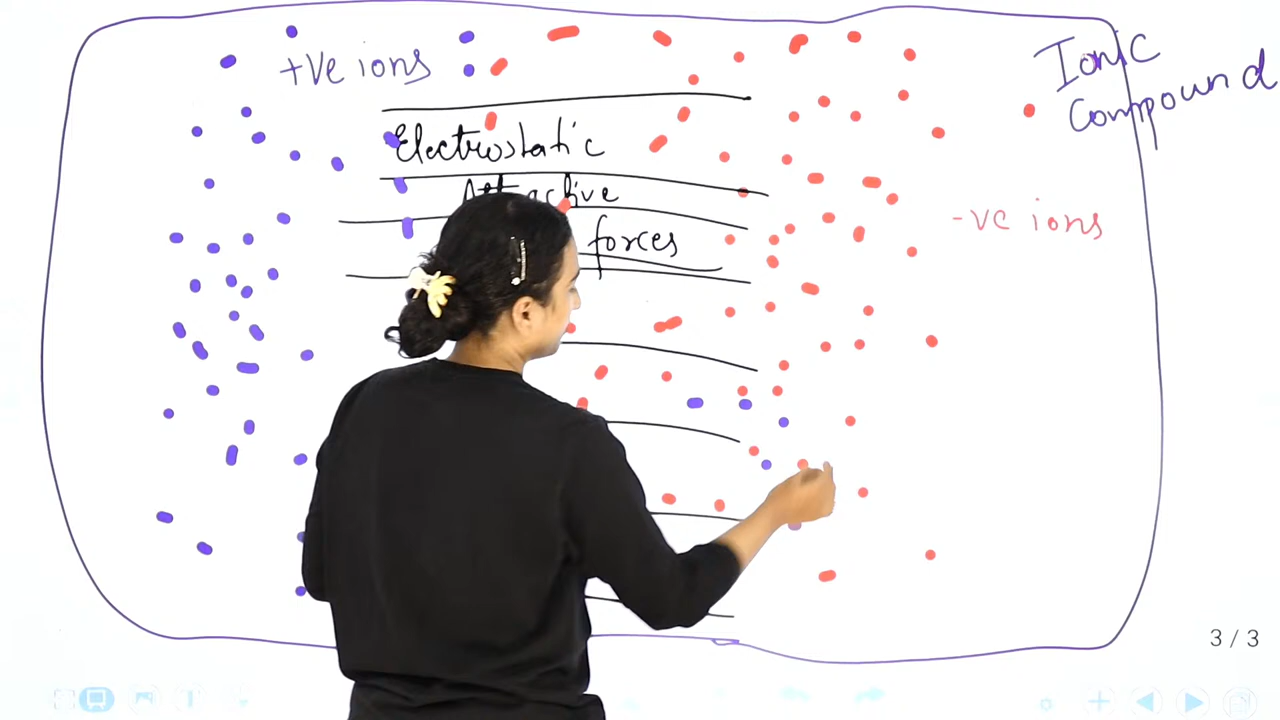 +ve ions
Ionic
Compound
Electrostatic
Attractive
forces
-ve ions
3 / 3